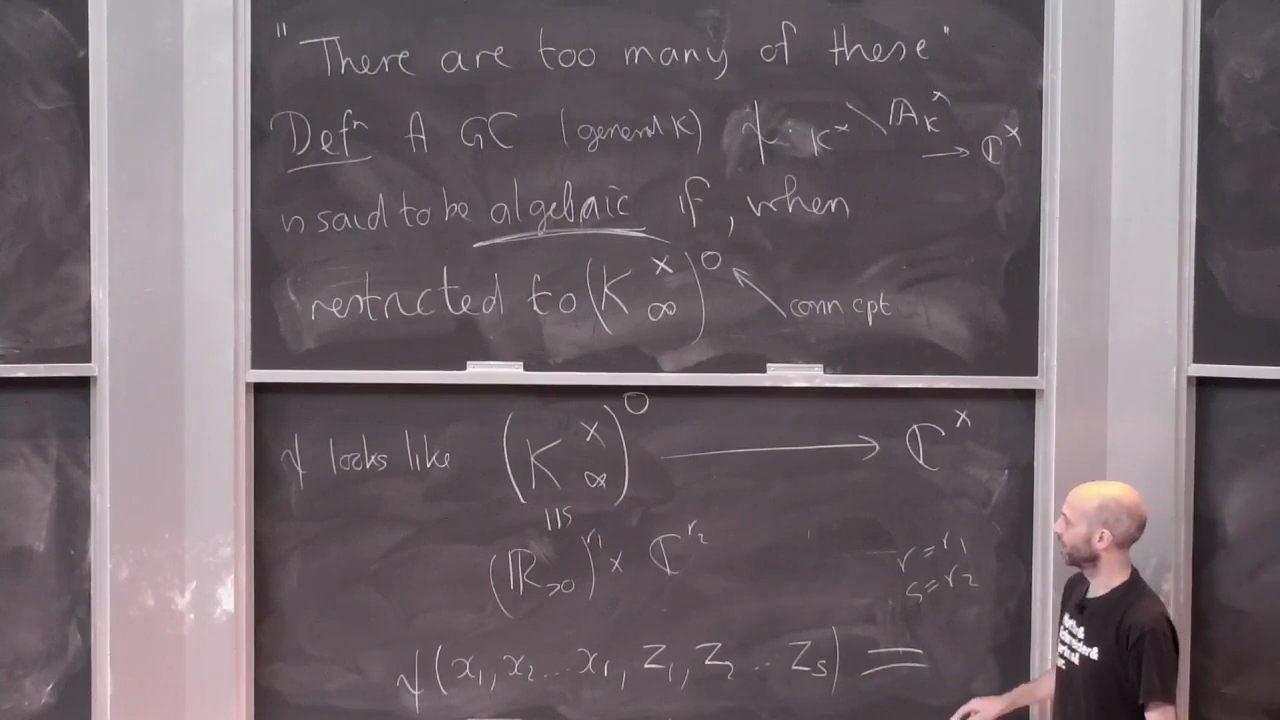 "There are too many of these"
Defⁿ A GC (general K) ψ: K^× \ A_K^× → ℂ^×
is said to be algebraic if, when
restricted to (K_∞^×)^0 ← conn cpt
ψ looks like (K_∞^×)^0 → ℂ^×
||S
(ℝ_{>0})^{r_1} × ℂ^{r_2}
r = r_1
s = r_2
ψ(x_1, x_2 ... x_r, z_1, z_2 ... z_s) =